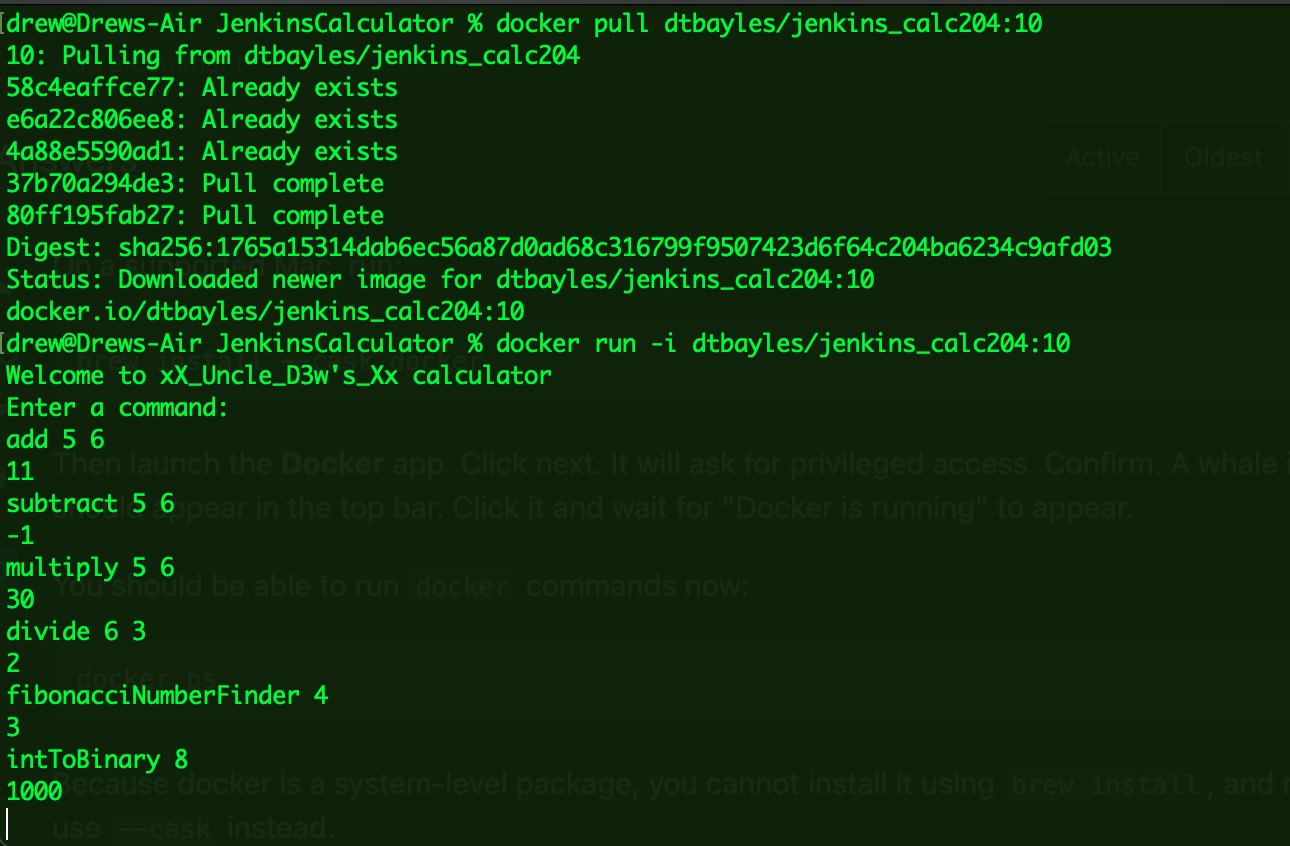 [drew@Drews-Air JenkinsCalculator % docker pull dtbayles/jenkins_calc204:10
10: Pulling from dtbayles/jenkins_calc204
58c4eaffce77: Already exists
e6a22c806ee8: Already exists
4a88e5590ad1: Already exists
Active Oldest
37b70a294de3: Pull complete
80ff195fab27: Pull complete
Digest: sha256:1765a15314dab6ec56a87d0ad68c316799f9507423d6f64c204ba6234c9afd03
Status: Downloaded newer image for dtbayles/jenkins_calc204:10
docker.io/dtbayles/jenkins_calc204:10
[drew@Drews-Air JenkinsCalculator % docker run -i dtbayles/jenkins_calc204:10
brew install --cask docker
Welcome to xX_Uncle_D3w's_Xx calculator
Enter a command:
add 5 6
11
Then launch the Docker app. Click next. It will ask for privileged access. Confirm. A whale
subtract 5 6
should appear in the top bar. Click it and wait for "Docker is running" to appear.
-1
multiply 5 6
You should be able to run docker commands now:
30
divide 6 3
2
docker ps
fibonacciNumberFinder 4
3
intToBinary 8
1000
Because docker is a system-level package, you cannot install it using brew install, and
use --cask instead.